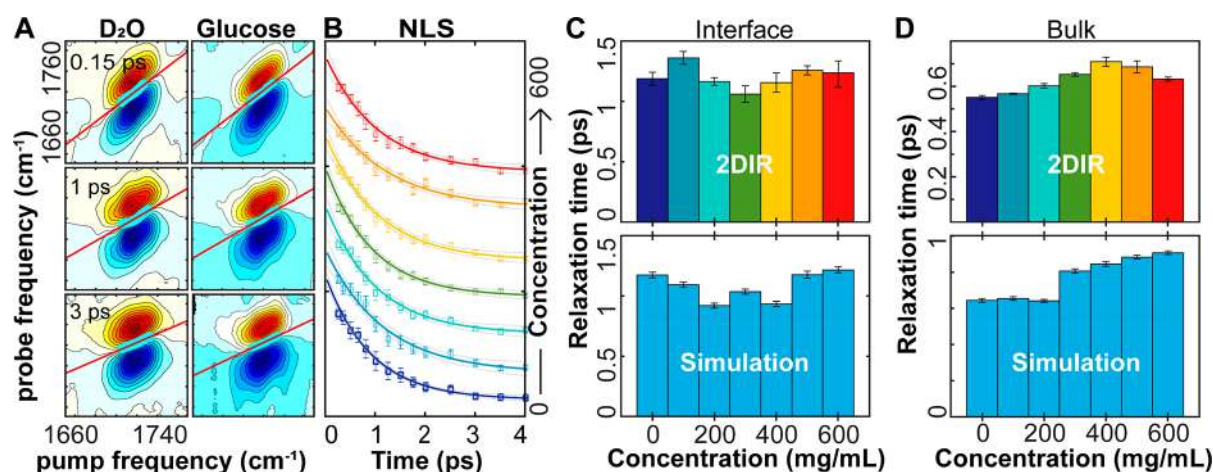 A
D₂O
Glucose
0.15 ps
1 ps
3 ps
1760
1660
probe frequency (cm⁻¹)
1660
1740
pump frequency (cm⁻¹)
B
NLS
0
1
2
3
4
Time (ps)
0 Concentration 600
C
Interface
1.5
1
0.5
0
2DIR
Relaxation time (ps)
1.5
1
0.5
0
Simulation
0
200
400
600
Concentration (mg/mL)
D
Bulk
0.6
0.4
0.2
2DIR
Relaxation time (ps)
1
0
Simulation
0
200
400
600
Concentration (mg/mL)